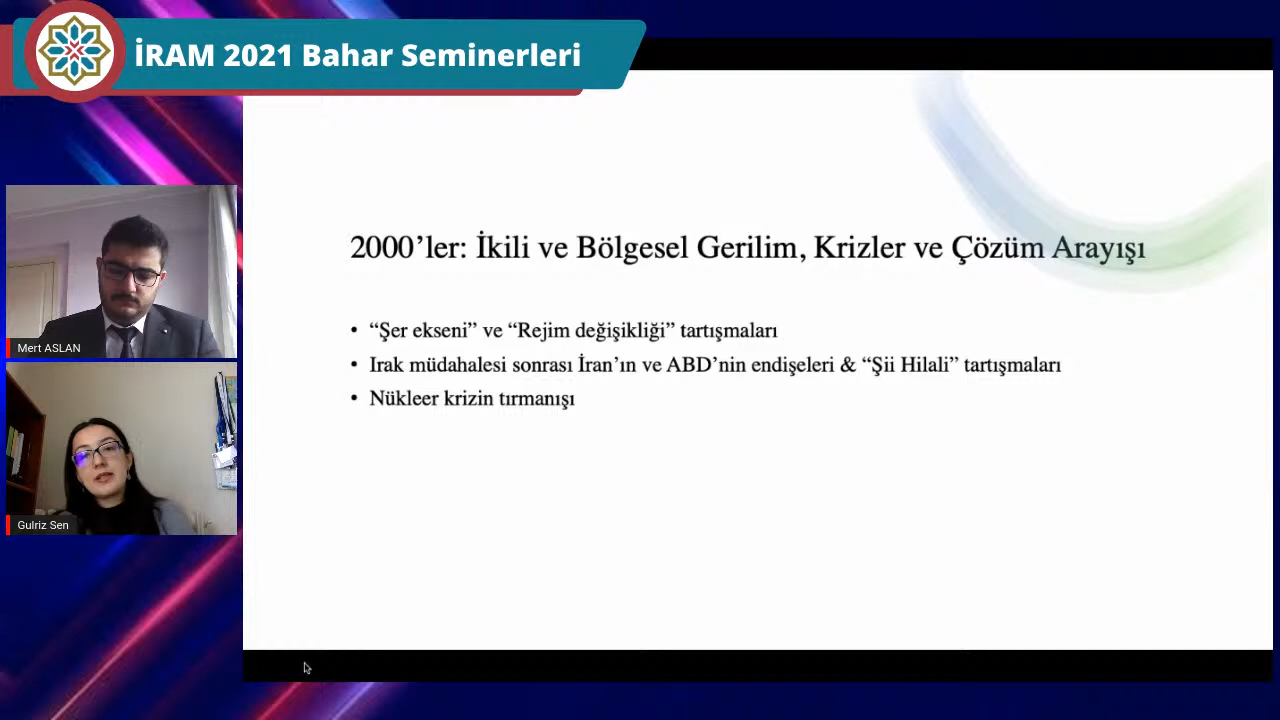 İRAM 2021 Bahar Seminerleri
2000’ler: İkili ve Bölgesel Gerilim, Krizler ve Çözüm Arayışı
• “Şer ekseni” ve “Rejim değişikliği” tartışmaları
• Irak müdahalesi sonrası İran’ın ve ABD’nin endişeleri & “Şii Hilali” tartışmaları
• Nükleer krizin tırmanışı
Mert ASLAN
Gulriz Sen